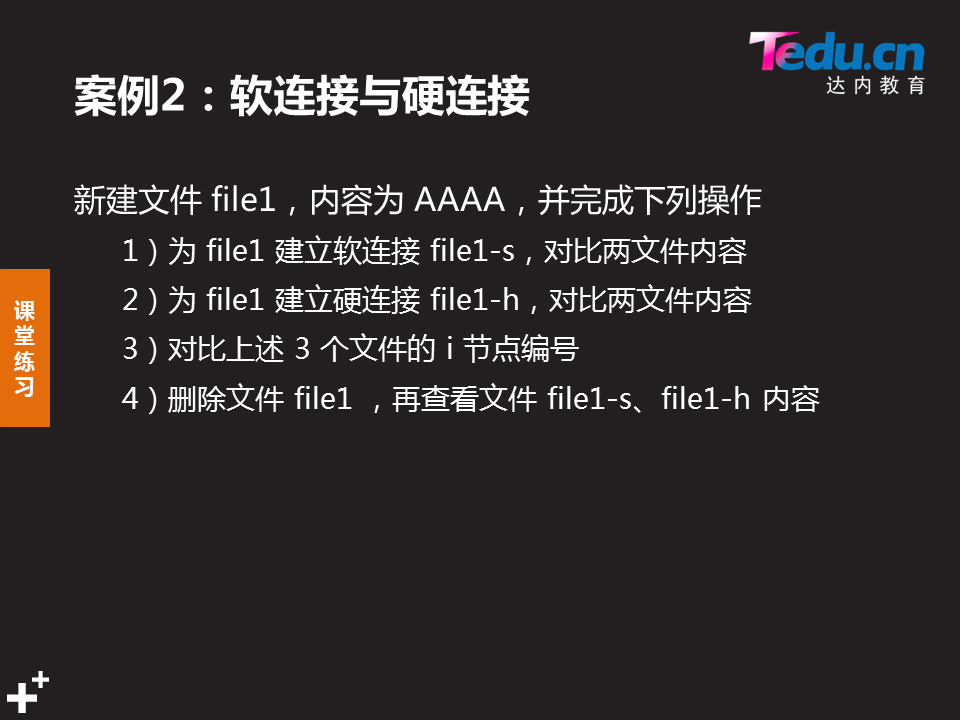 Tedu.cn
达内教育
案例2：软连接与硬连接
新建文件 file1，内容为 AAAA，并完成下列操作
1）为 file1 建立软连接 file1-s，对比两文件内容
2）为 file1 建立硬连接 file1-h，对比两文件内容
3）对比上述 3 个文件的 i 节点编号
4）删除文件 file1 ，再查看文件 file1-s、file1-h 内容
课
堂
练
习